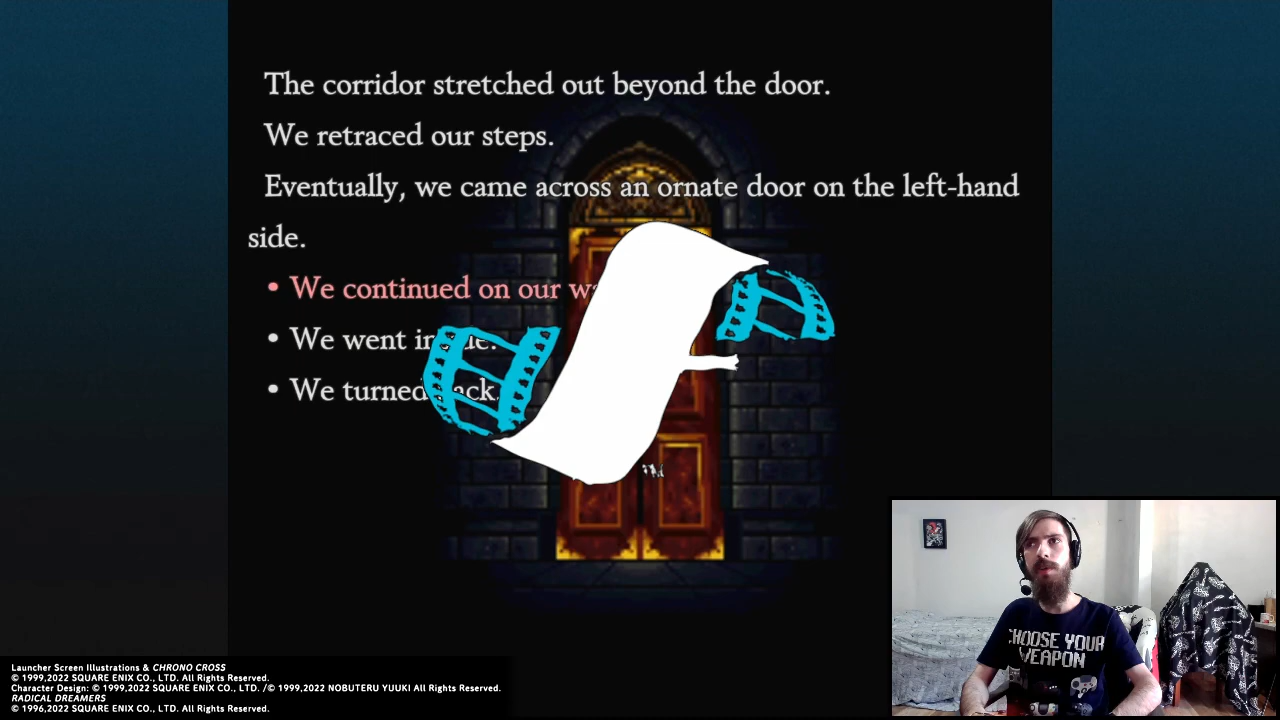 The corridor stretched out beyond the door.
We retraced our steps.
Eventually, we came across an ornate door on the left-hand
side.
• We continued on our
• We went
• We turned
CHOOSE YOUR
WEAPON
Launcher Screen Illustrations & CHRONO CROSS
© 1999,2022 SQUARE ENIX CO., LTD. All Rights Reserved.
Character Design: © 1999,2022 SQUARE ENIX CO., LTD. /© 1999,2022 NOBUTERU YUUKI All Rights Reserved.
RADICAL DREAMERS
© 1996,2022 SQUARE ENIX CO., LTD. All Rights Reserved.